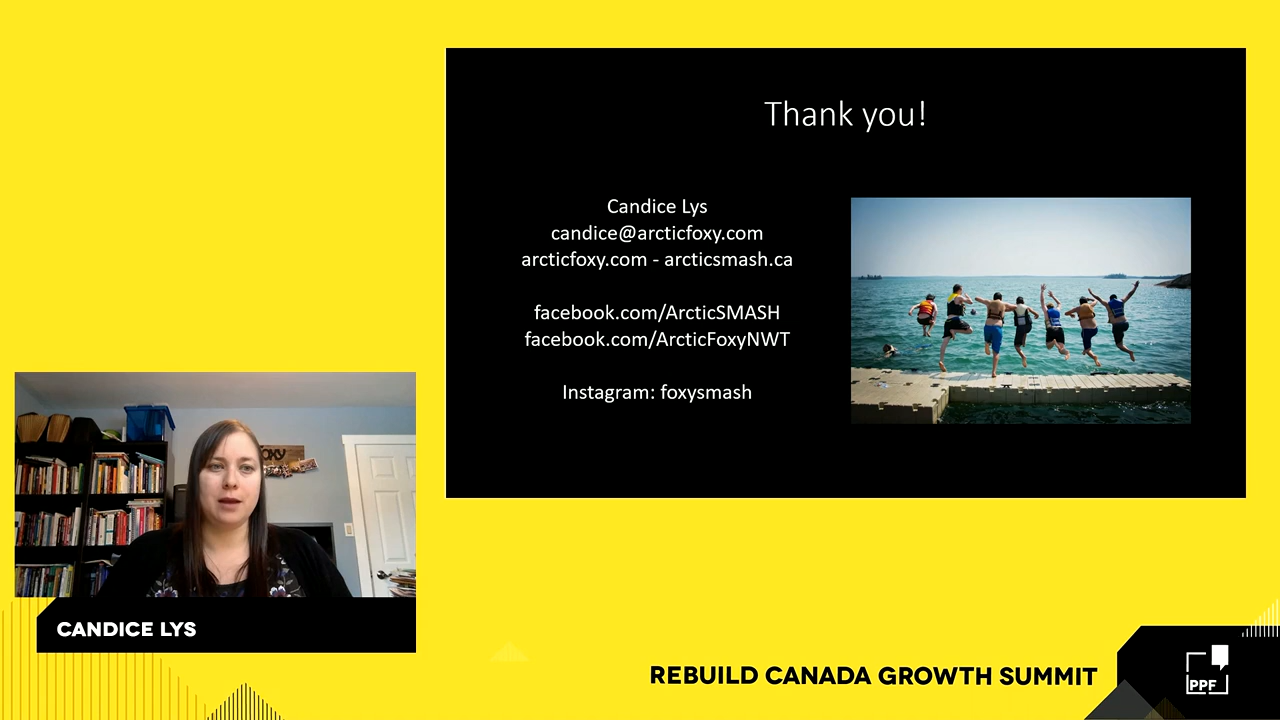 Thank you!
Candice Lys
candice@arcticfoxy.com
arcticfoxy.com - arcticsmash.ca
facebook.com/ArcticSMASH
facebook.com/ArcticFoxyNWT
Instagram: foxysmash
CANDICE LYS
REBUILD CANADA GROWTH SUMMIT
PPF